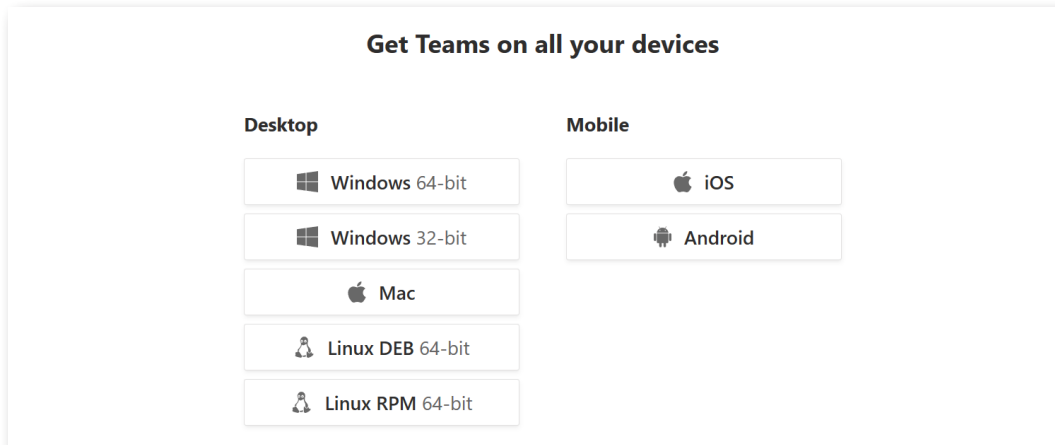 Get Teams on all your devices
Desktop
Windows 64-bit
Windows 32-bit
Mac
Linux DEB 64-bit
Linux RPM 64-bit
Mobile
iOS
Android